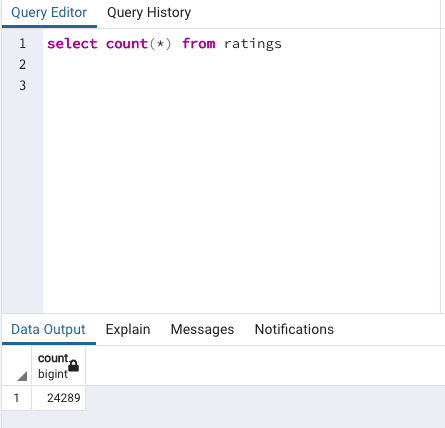 Query Editor Query History
1 select count(*) from ratings
2
3
Data Output Explain Messages Notifications
count
bigint
1 24289